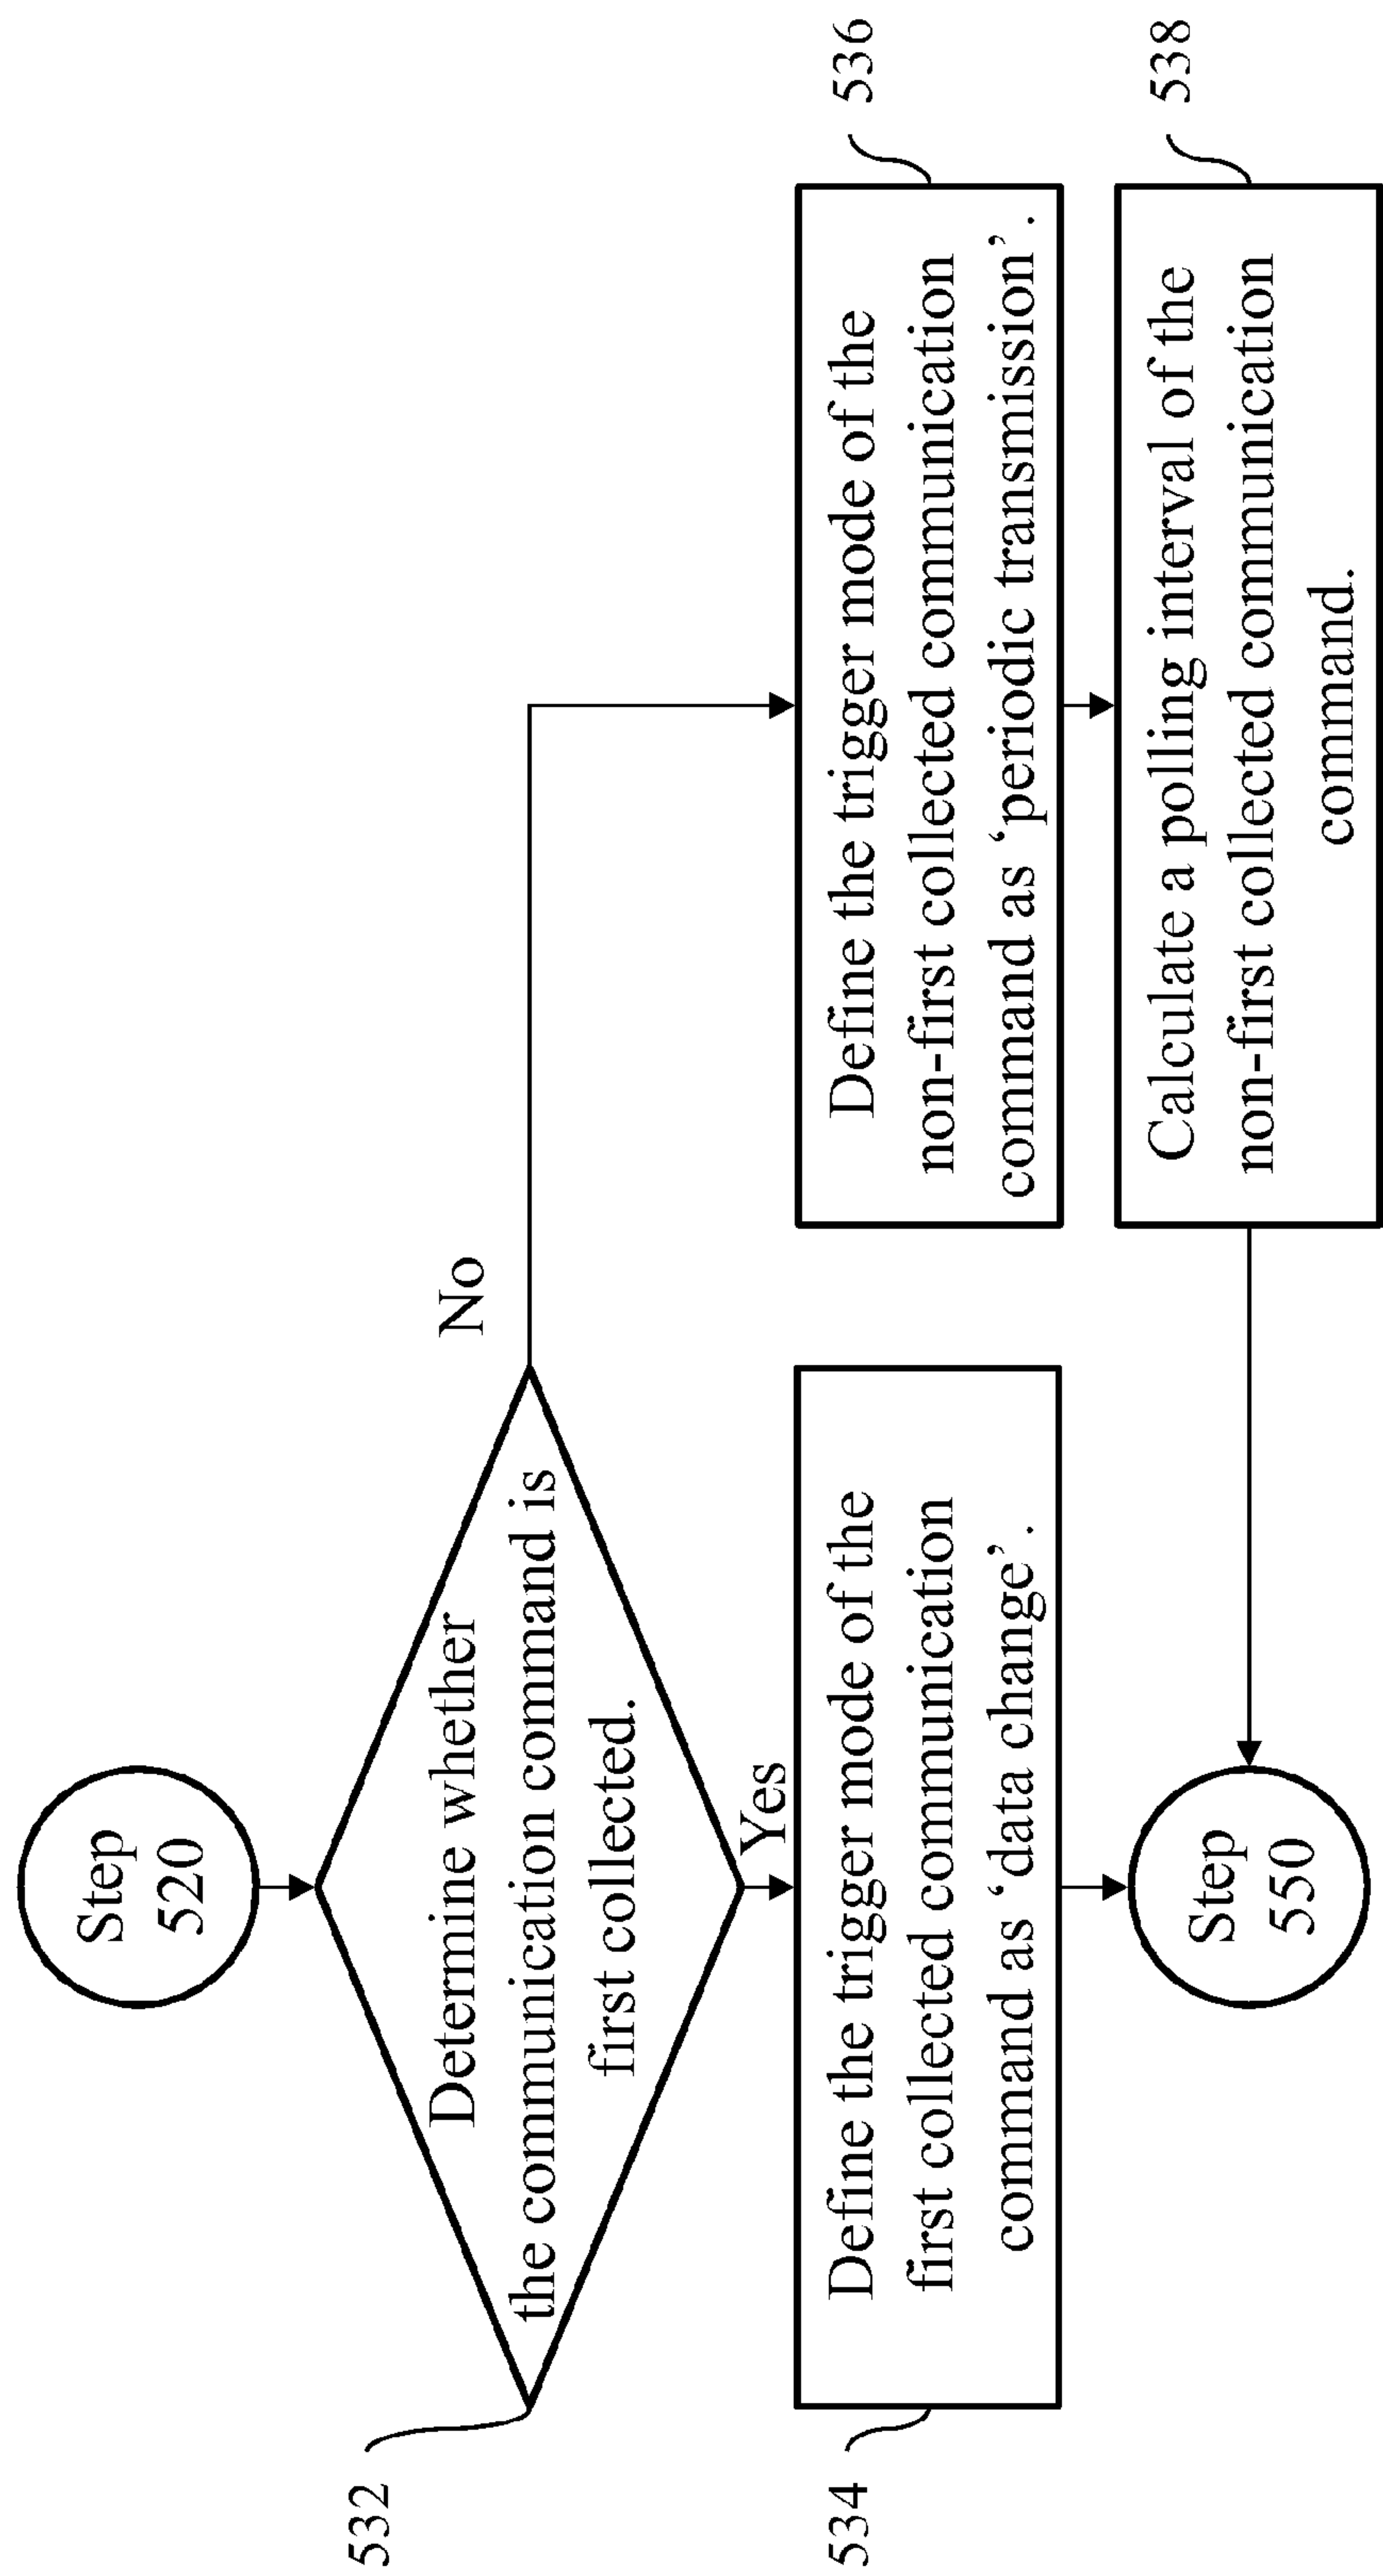 Step
520
532
Determine whether
the communication command is
first collected.
No
Yes
534
Define the trigger mode of the
first collected communication
command as ‘data change’.
536
Define the trigger mode of the
non-first collected communication
command as ‘periodic transmission’.
538
Calculate a polling interval of the
non-first collected communication
command.
Step
550